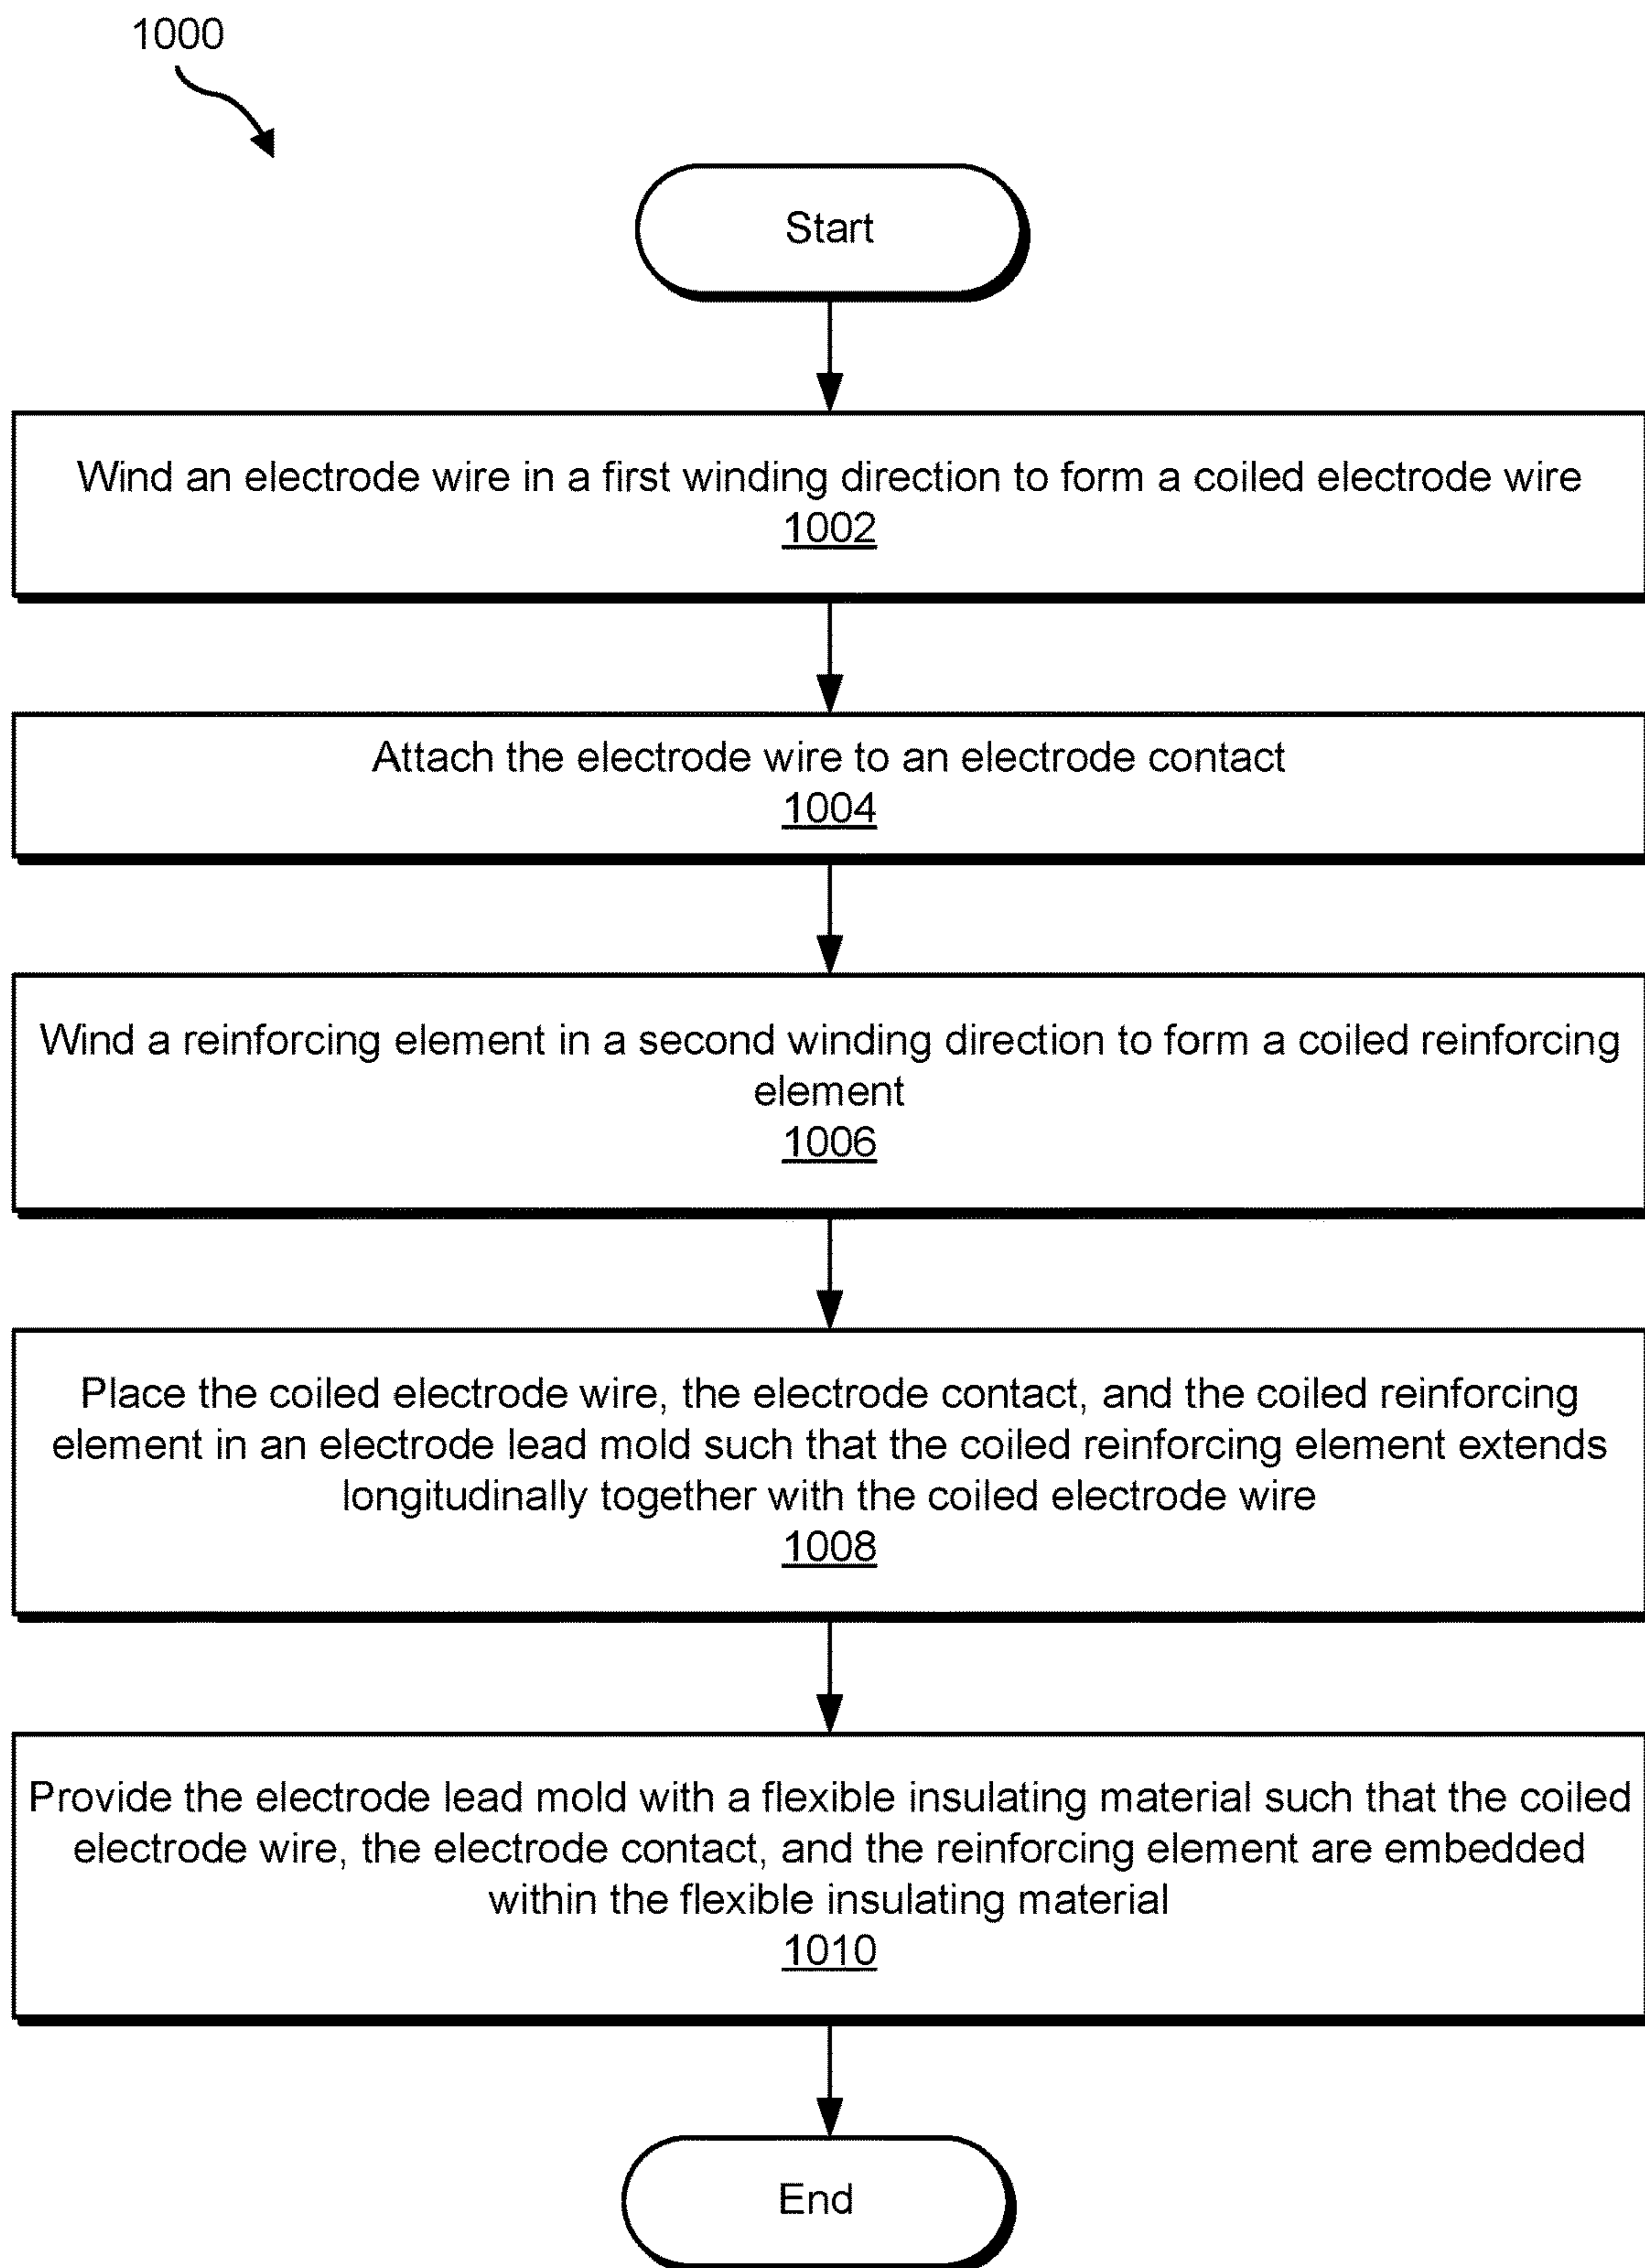 1000
Start
Wind an electrode wire in a first winding direction to form a coiled electrode wire
1002
Attach the electrode wire to an electrode contact
1004
Wind a reinforcing element in a second winding direction to form a coiled reinforcing
element
1006
Place the coiled electrode wire, the electrode contact, and the coiled reinforcing
element in an electrode lead mold such that the coiled reinforcing element extends
longitudinally together with the coiled electrode wire
1008
Provide the electrode lead mold with a flexible insulating material such that the coiled
electrode wire, the electrode contact, and the reinforcing element are embedded
within the flexible insulating material
1010
End